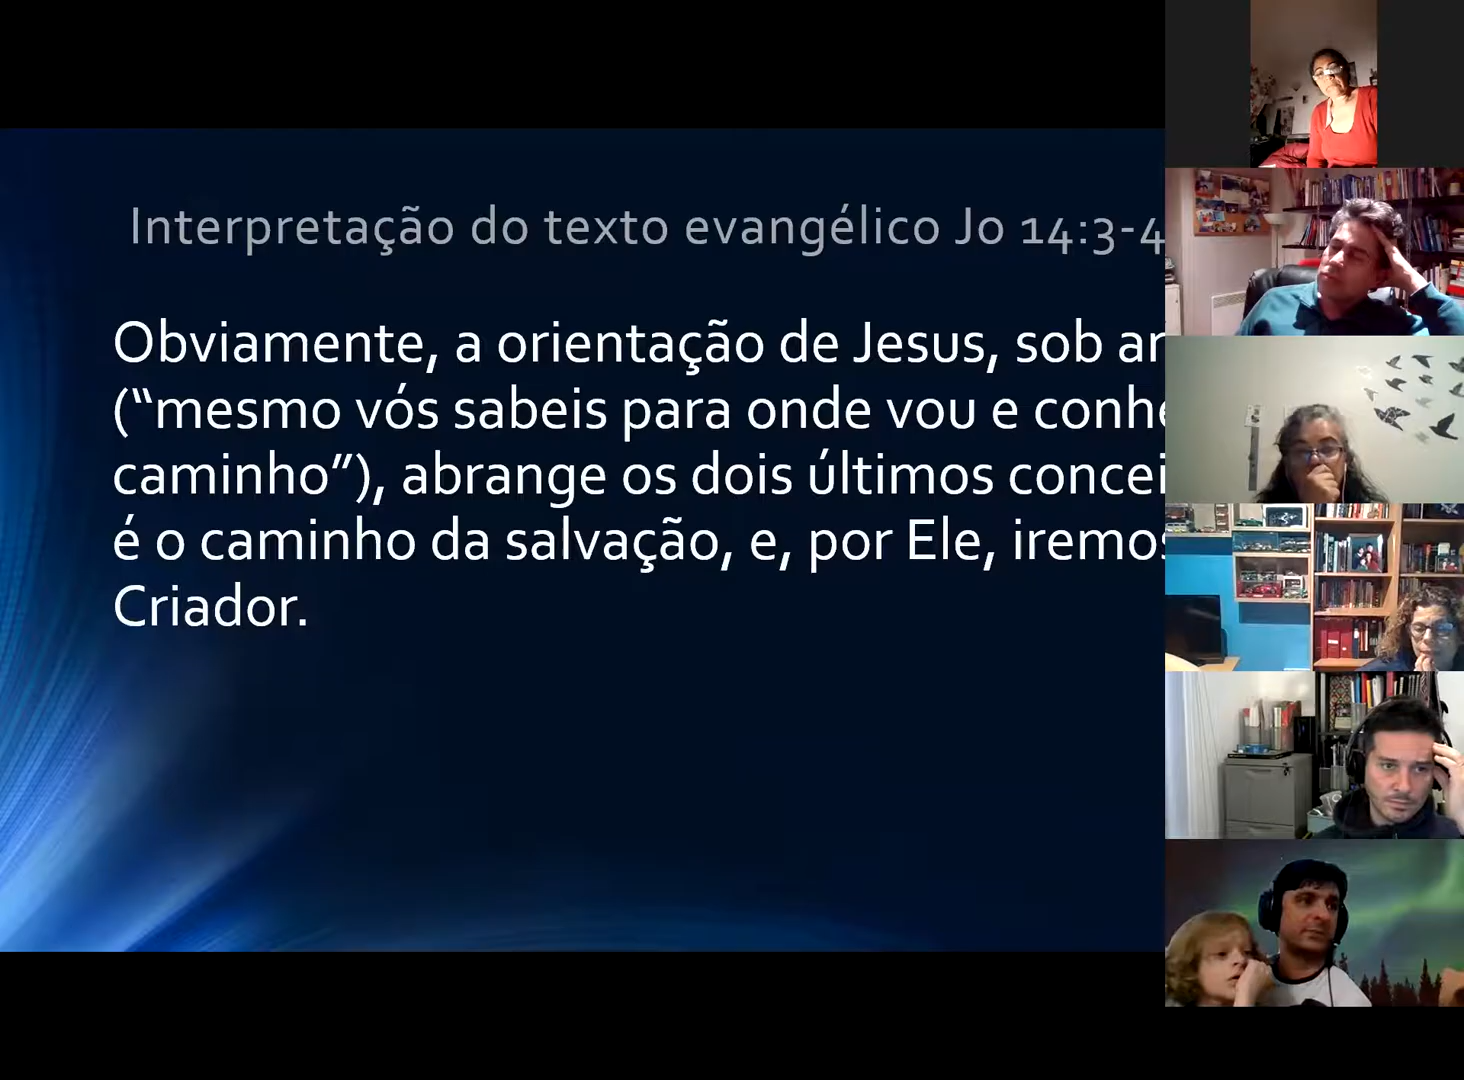 Interpretação do texto evangélico Jo 14:3-4
Obviamente, a orientação de Jesus, sob
(“mesmo vós sabeis para onde vou e
caminho”), abrange os dois últimos
é o caminho da salvação, e, por Ele, iremos
Criador.